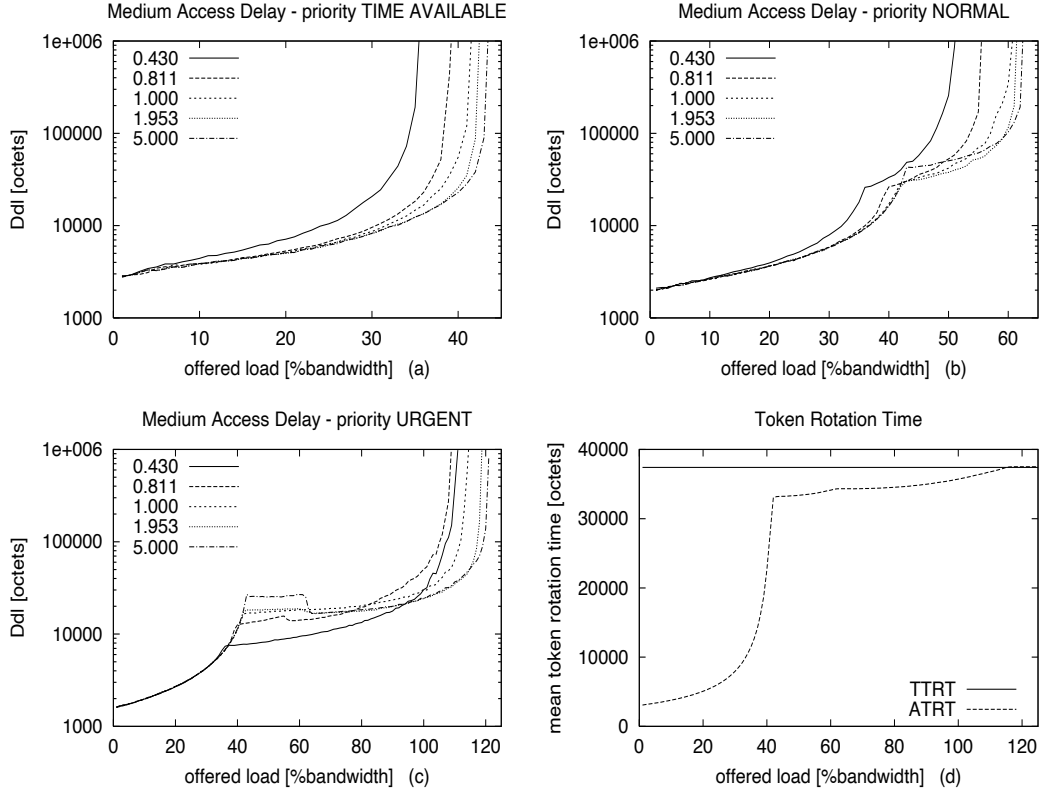 Medium Access Delay - priority TIME AVAILABLE
1e+006
100000
10000
1000
Ddl [octets]
0.430
0.811
1.000
1.953
5.000
0 10 20 30 40
offered load [%bandwidth] (a)
Medium Access Delay - priority NORMAL
1e+006
100000
10000
1000
Ddl [octets]
0.430
0.811
1.000
1.953
5.000
0 10 20 30 40 50 60
offered load [%bandwidth] (b)
Medium Access Delay - priority URGENT
1e+006
100000
10000
1000
Ddl [octets]
0.430
0.811
1.000
1.953
5.000
0 20 40 60 80 100 120
offered load [%bandwidth] (c)
Token Rotation Time
40000
30000
20000
10000
0
mean token rotation time [octets]
TTRT
ATRT
0 20 40 60 80 100 120
offered load [%bandwidth] (d)